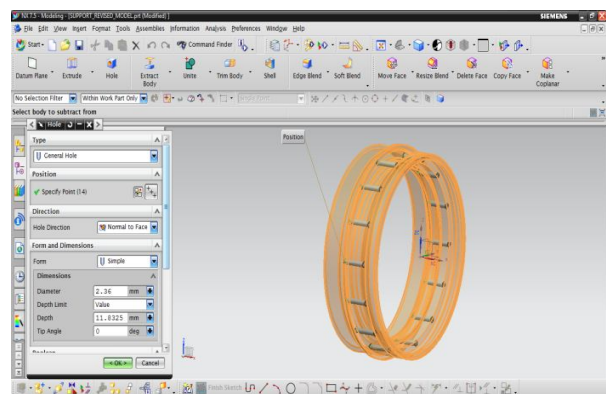 NX 7.5 - Modeling - [SUPPORT_REVISED_MODEL.prt (Modified) ]
SIEMENS
File Edit View Insert Format Tools Assemblies Information Analysis Preferences Window Help
Start Command Finder
Datum Plane Extrude Hole Extract Body Unite Trim Body Shell Edge Blend Soft Blend Move Face Resize Blend Delete Face Copy Face Make Coplanar
No Selection Filter Within Work Part Only
Select body to subtract from
Hole
Type
General Hole
Position
Specify Point (14)
Direction
Hole Direction Normal to Face
Form and Dimensions
Form Simple
Dimensions
Diameter 2.36 mm
Depth Limit Value
Depth 11.8325 mm
Tip Angle 0 deg
Boolean
< OK > Cancel
Position
Finish Sketch